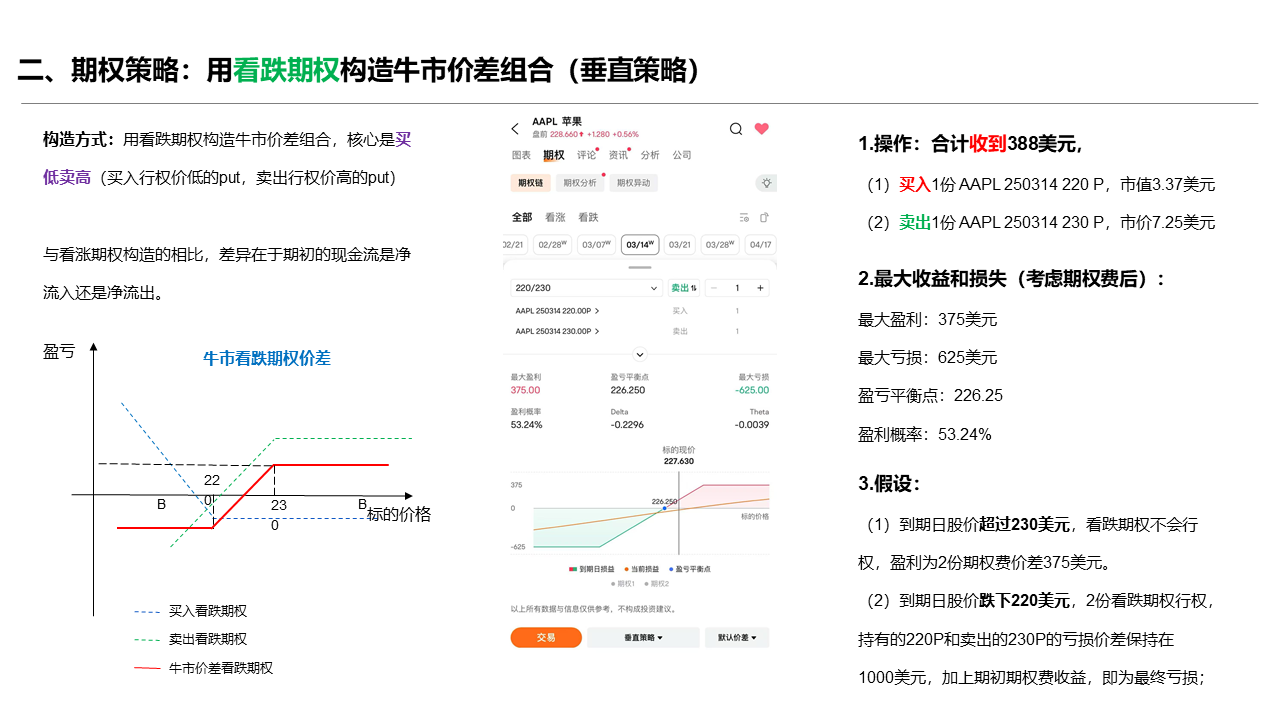 二、期权策略：用看跌期权构造牛市价差组合（垂直策略）
构造方式：用看跌期权构造牛市价差组合，核心是买
低卖高（买入行权价低的put，卖出行权价高的put）
与看涨期权构造的相比，差异在于期初的现金流是净
流入还是净流出。
盈亏
牛市看跌期权价差
22
0
B
23
0
B
标的价格
买入看跌期权
卖出看跌期权
牛市价差看跌期权
AAPL 苹果
盘前 228.660 +1.280 +0.56%
图表 期权 评论 资讯 分析 公司
期权链 期权分析 期权异动
全部 看涨 看跌
02/21 02/28W 03/07W 03/14W 03/21 03/28W 04/17
220/230 卖出 1 +
AAPL 250314 220.00P > 买入 1
AAPL 250314 230.00P > 卖出 1
最大盈利 盈亏平衡点 最大亏损
375.00 226.250 -625.00
盈利概率 Delta Theta
53.24% -0.2296 -0.0039
标的现价
227.630
375
226.250
0
标的价格
-625
到期日损益 当前损益 盈亏平衡点
期权1 期权2
以上所有数据与信息仅供参考，不构成投资建议。
交易 垂直策略 默认价差
1.操作：合计收到388美元，
（1）买入1份 AAPL 250314 220 P，市值3.37美元
（2）卖出1份 AAPL 250314 230 P，市价7.25美元
2.最大收益和损失（考虑期权费后）：
最大盈利：375美元
最大亏损：625美元
盈亏平衡点：226.25
盈利概率：53.24%
3.假设：
（1）到期日股价超过230美元，看跌期权不会行
权，盈利为2份期权费价差375美元。
（2）到期日股价跌下220美元，2份看跌期权行权，
持有的220P和卖出的230P的亏损价差保持在
1000美元，加上期初期权费收益，即为最终亏损；